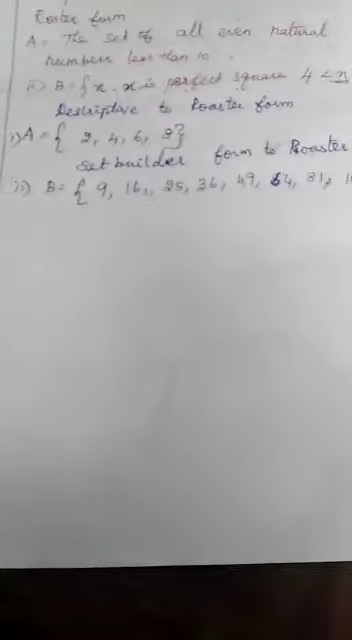 Roster form
A = The set of all even natural
numbers less than 10.
ii) B = { x : x is perfect square 4 < n
Descriptive to Roaster form
i) A = { 2, 4, 6, 8}
set builder form to Roaster
ii) B = { 9, 16, 25, 36, 49, 64, 81, 1